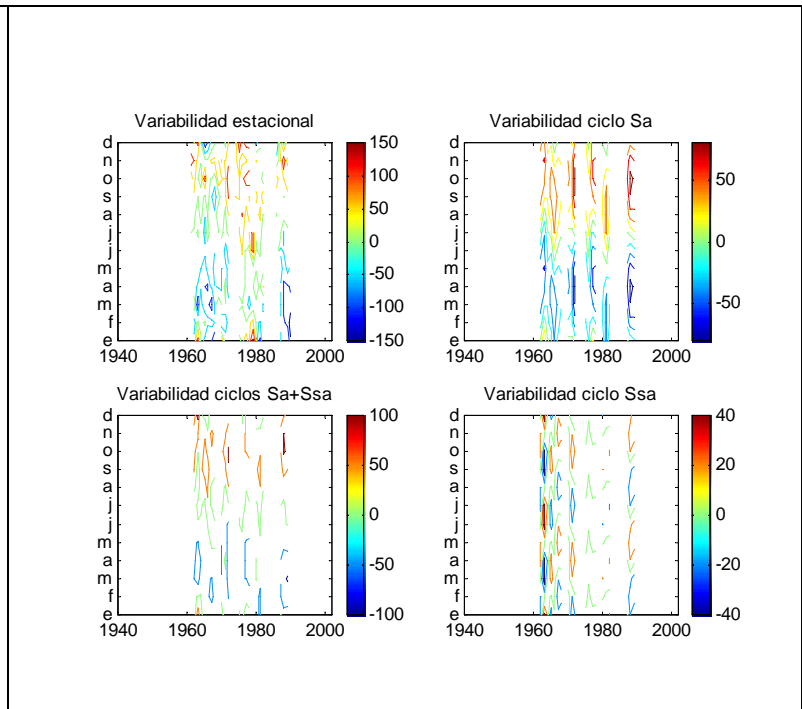 Variabilidad estacional
d
n
o
s
a
j
j
m
a
m
f
e
1940 1960 1980 2000
150
100
50
0
-50
-100
-150
Variabilidad ciclo Sa
d
n
o
s
a
j
j
m
a
m
f
e
1940 1960 1980 2000
50
0
-50
Variabilidad ciclos Sa+Ssa
d
n
o
s
a
j
j
m
a
m
f
e
1940 1960 1980 2000
100
50
0
-50
-100
Variabilidad ciclo Ssa
d
n
o
s
a
j
j
m
a
m
f
e
1940 1960 1980 2000
40
20
0
-20
-40